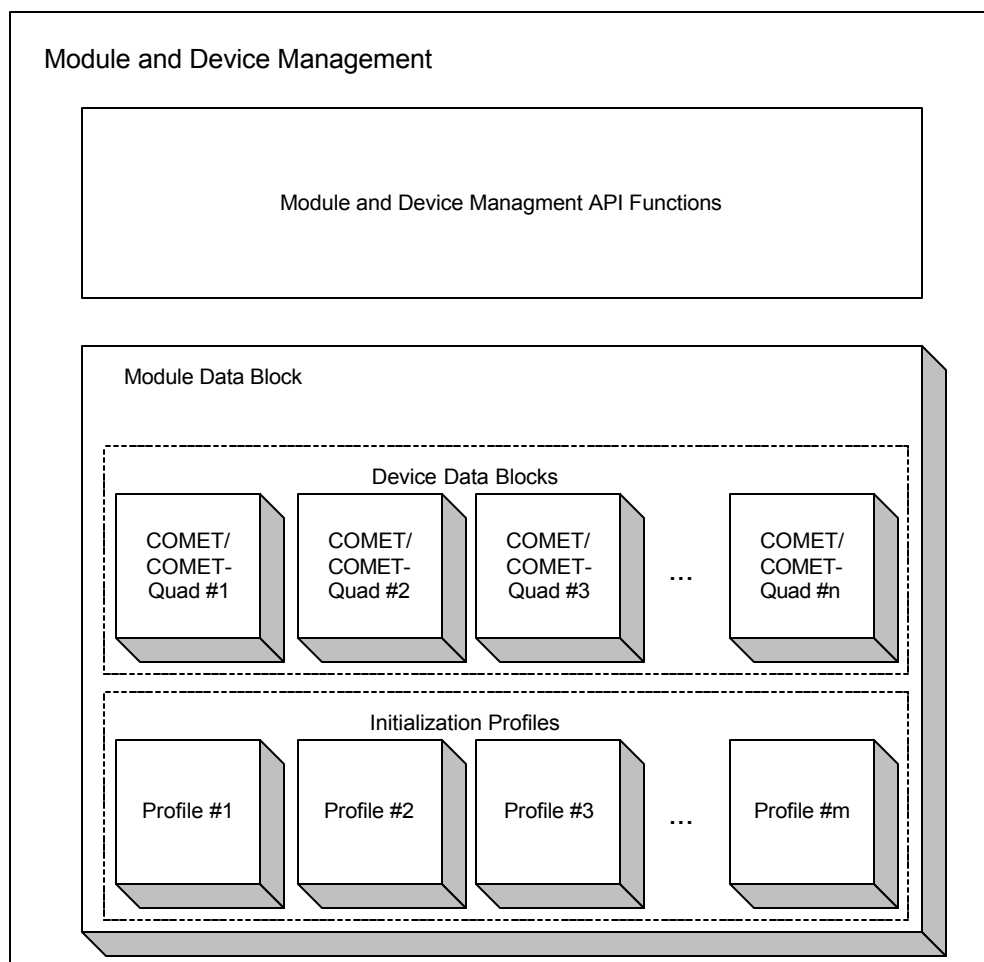 Module and Device Management
Module and Device Managment API Functions
Module Data Block
Device Data Blocks
COMET/
COMET-
Quad #1
COMET/
COMET-
Quad #2
COMET/
COMET-
Quad #3
...
COMET/
COMET-
Quad #n
Initialization Profiles
Profile #1
Profile #2
Profile #3
...
Profile #m